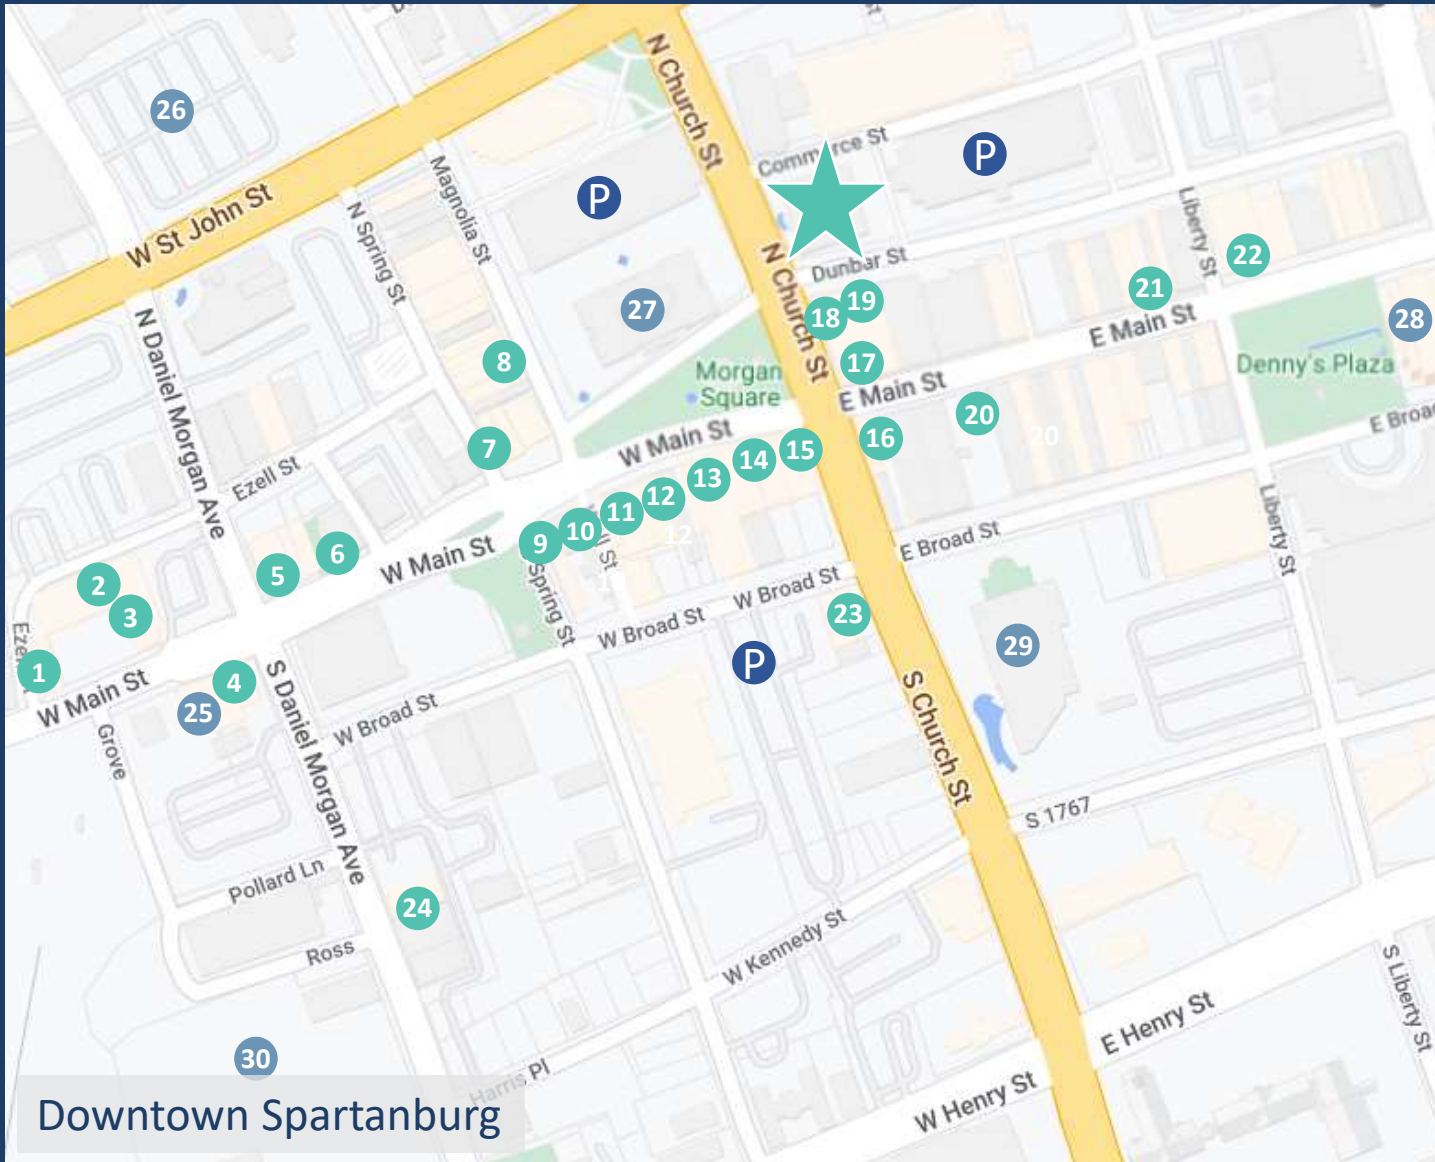 N Church St
26
Commerce St
P
P
Magnolia St
W St John St
N Spring St
Liberty St
N Church St
Dunbar St
22
21
19
18
27
28
E Main St
N Daniel Morgan Ave
8
17
Morgan
Square
Denny's Plaza
E Main St
20
E Broa
W Main St
16
20
7
15
14
13
12
11
10
9
12
Ezell St
Liberty St
W Main St
E Broad St
6
5
2
3
Spring St
W Broad St
W Broad St
23
29
P
1
W Main St
4
25
S Daniel Morgan Ave
W Broad St
S Church St
Grove
S 1767
Pollard Ln
24
Ross
W Kennedy St
S Liberty St
E Henry St
30
Harris Pl
W Henry St
Downtown Spartanburg